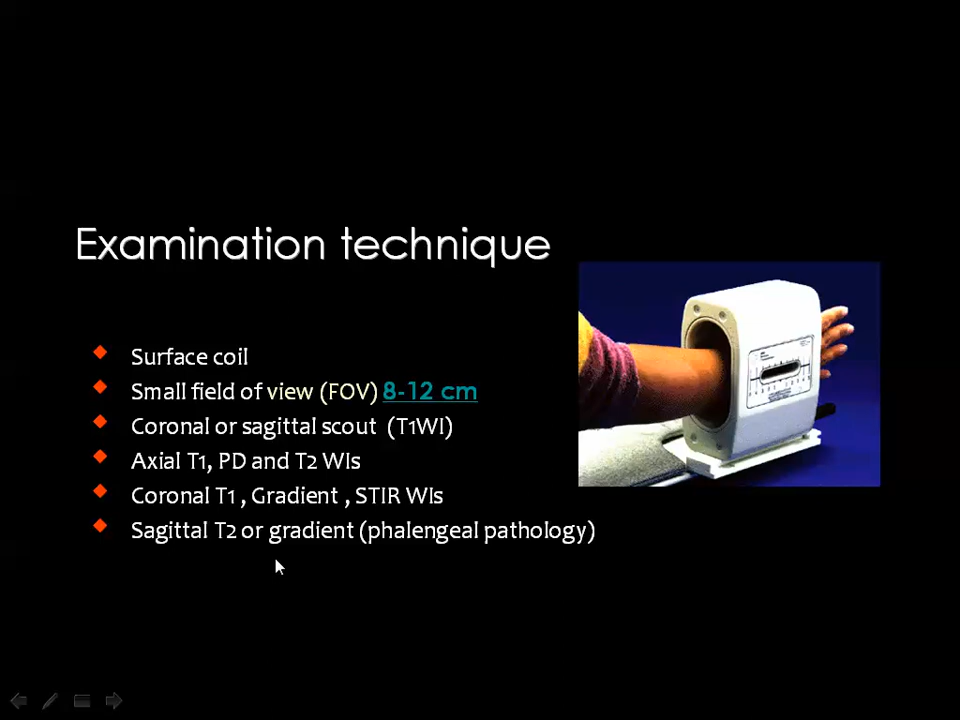 Examination technique
Surface coil
Small field of view (FOV) 8-12 cm
Coronal or sagittal scout (T1WI)
Axial T1, PD and T2 WIs
Coronal T1 , Gradient , STIR WIs
Sagittal T2 or gradient (phalengeal pathology)